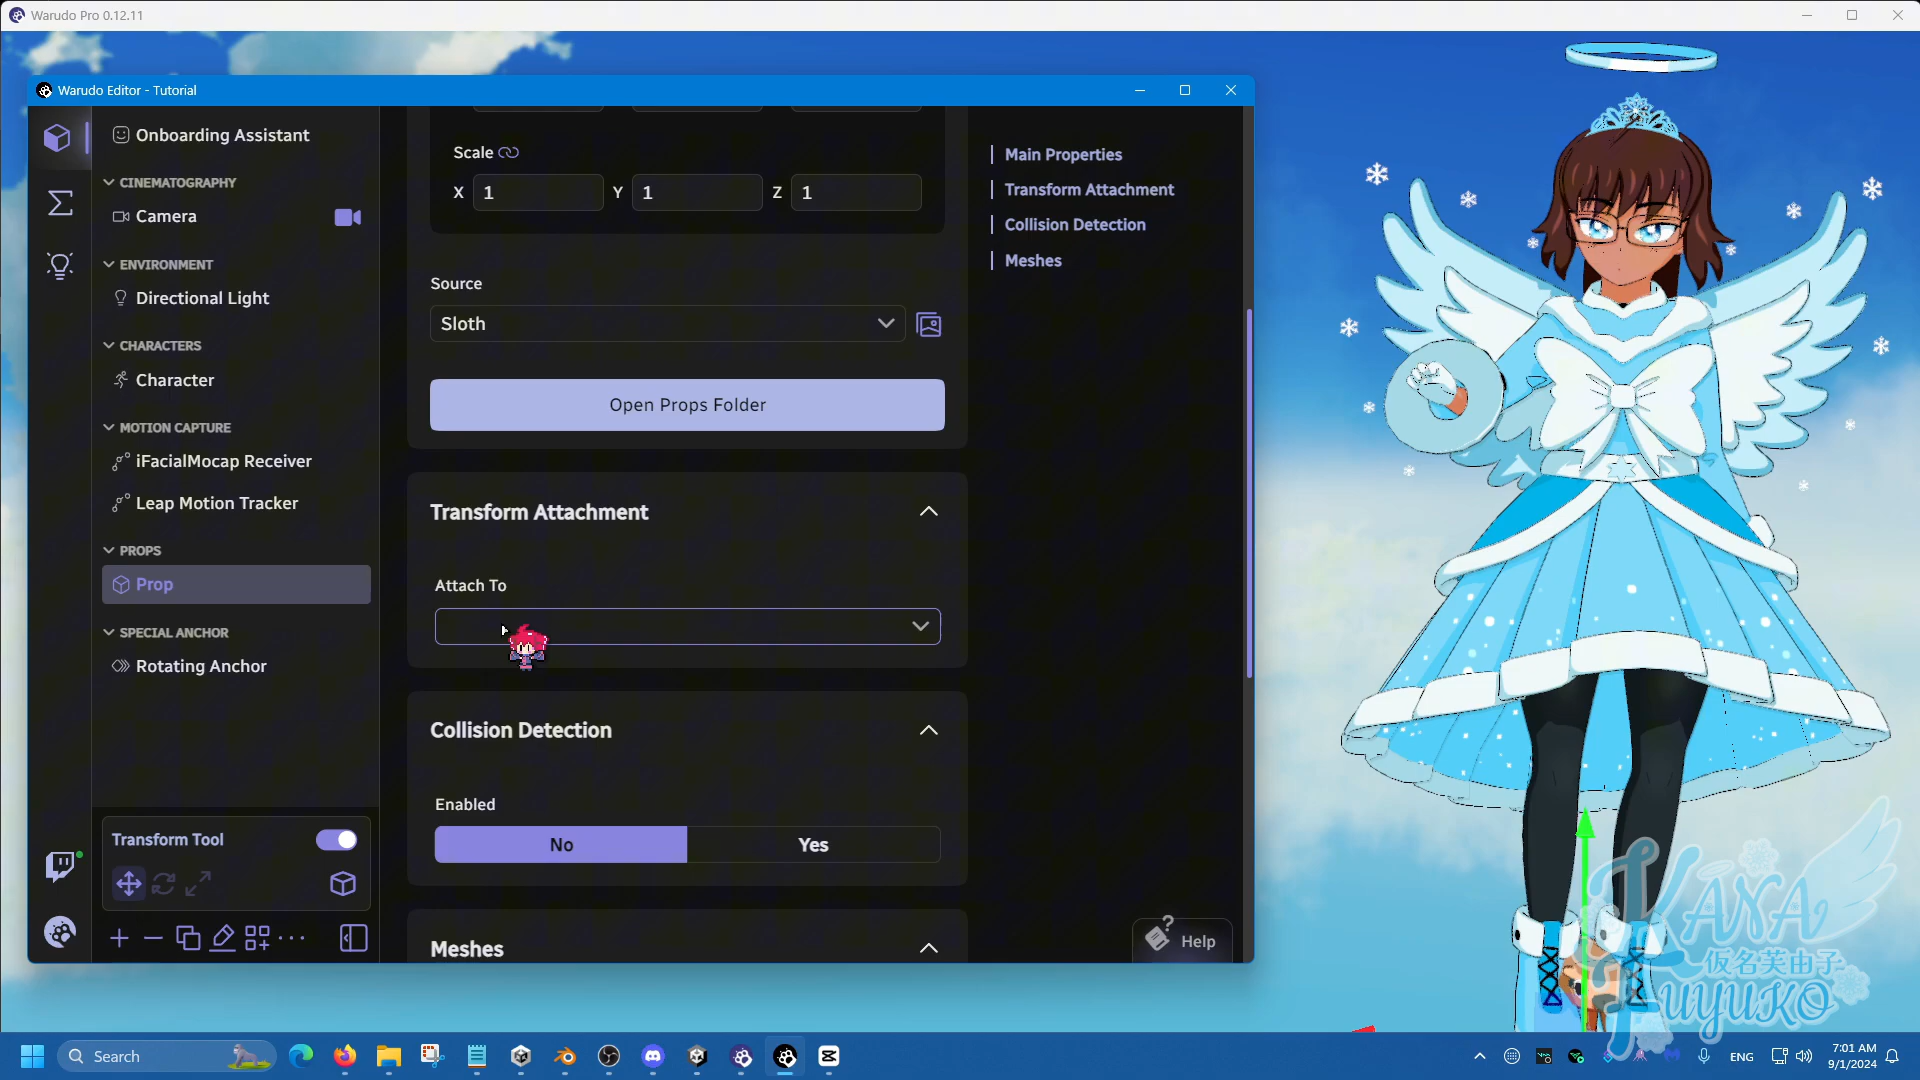 Warudo Pro 0.12.11
Warudo Editor - Tutorial
Onboarding Assistant
CINEMATOGRAPHY
Camera
ENVIRONMENT
Directional Light
CHARACTERS
Character
MOTION CAPTURE
iFacialMocap Receiver
Leap Motion Tracker
PROPS
Prop
SPECIAL ANCHOR
Rotating Anchor
Transform Tool
Scale
X 1 Y 1 Z 1
Source
Sloth
Open Props Folder
Transform Attachment
Attach To
Collision Detection
Enabled
No Yes
Meshes
Main Properties
Transform Attachment
Collision Detection
Meshes
? Help
KANA
仮名芙由子
FUYUKO
Search
ENG
7:01 AM
9/1/2024